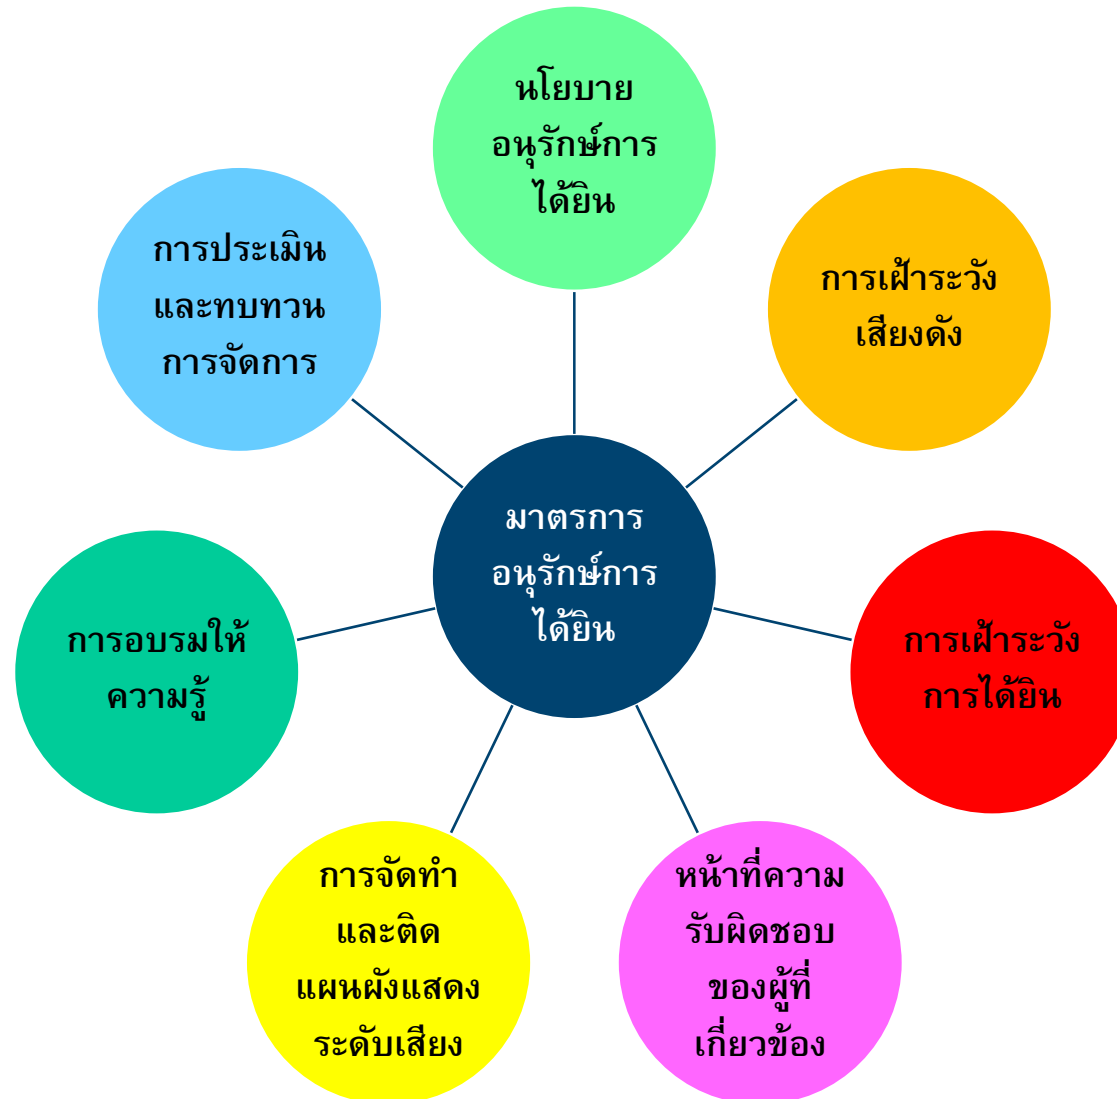 นโยบาย
อนุรักษ์การ
ได้ยิน
การเฝ้าระวัง
เสียงดัง
การเฝ้าระวัง
การได้ยิน
หน้าที่ความ
รับผิดชอบ
ของผู้ที่
เกี่ยวข้อง
การจัดทำ
และติด
แผนผังแสดง
ระดับเสียง
การอบรมให้
ความรู้
การประเมิน
และทบทวน
การจัดการ
มาตรการ
อนุรักษ์การ
ได้ยิน